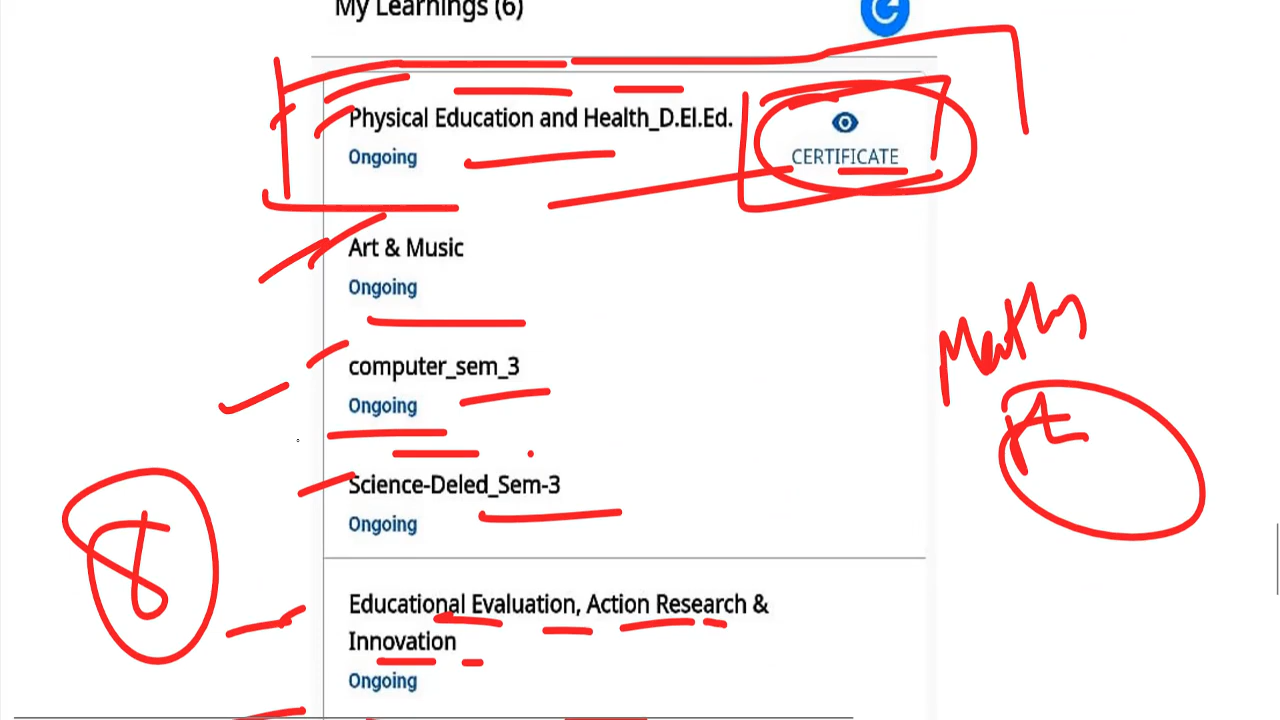 My Learnings (6)
Physical Education and Health_D.El.Ed.
Ongoing
CERTIFICATE
Art & Music
Ongoing
computer_sem_3
Ongoing
Maths
Science-Deled_Sem-3
Ongoing
8
Educational Evaluation, Action Research &
Innovation
Ongoing